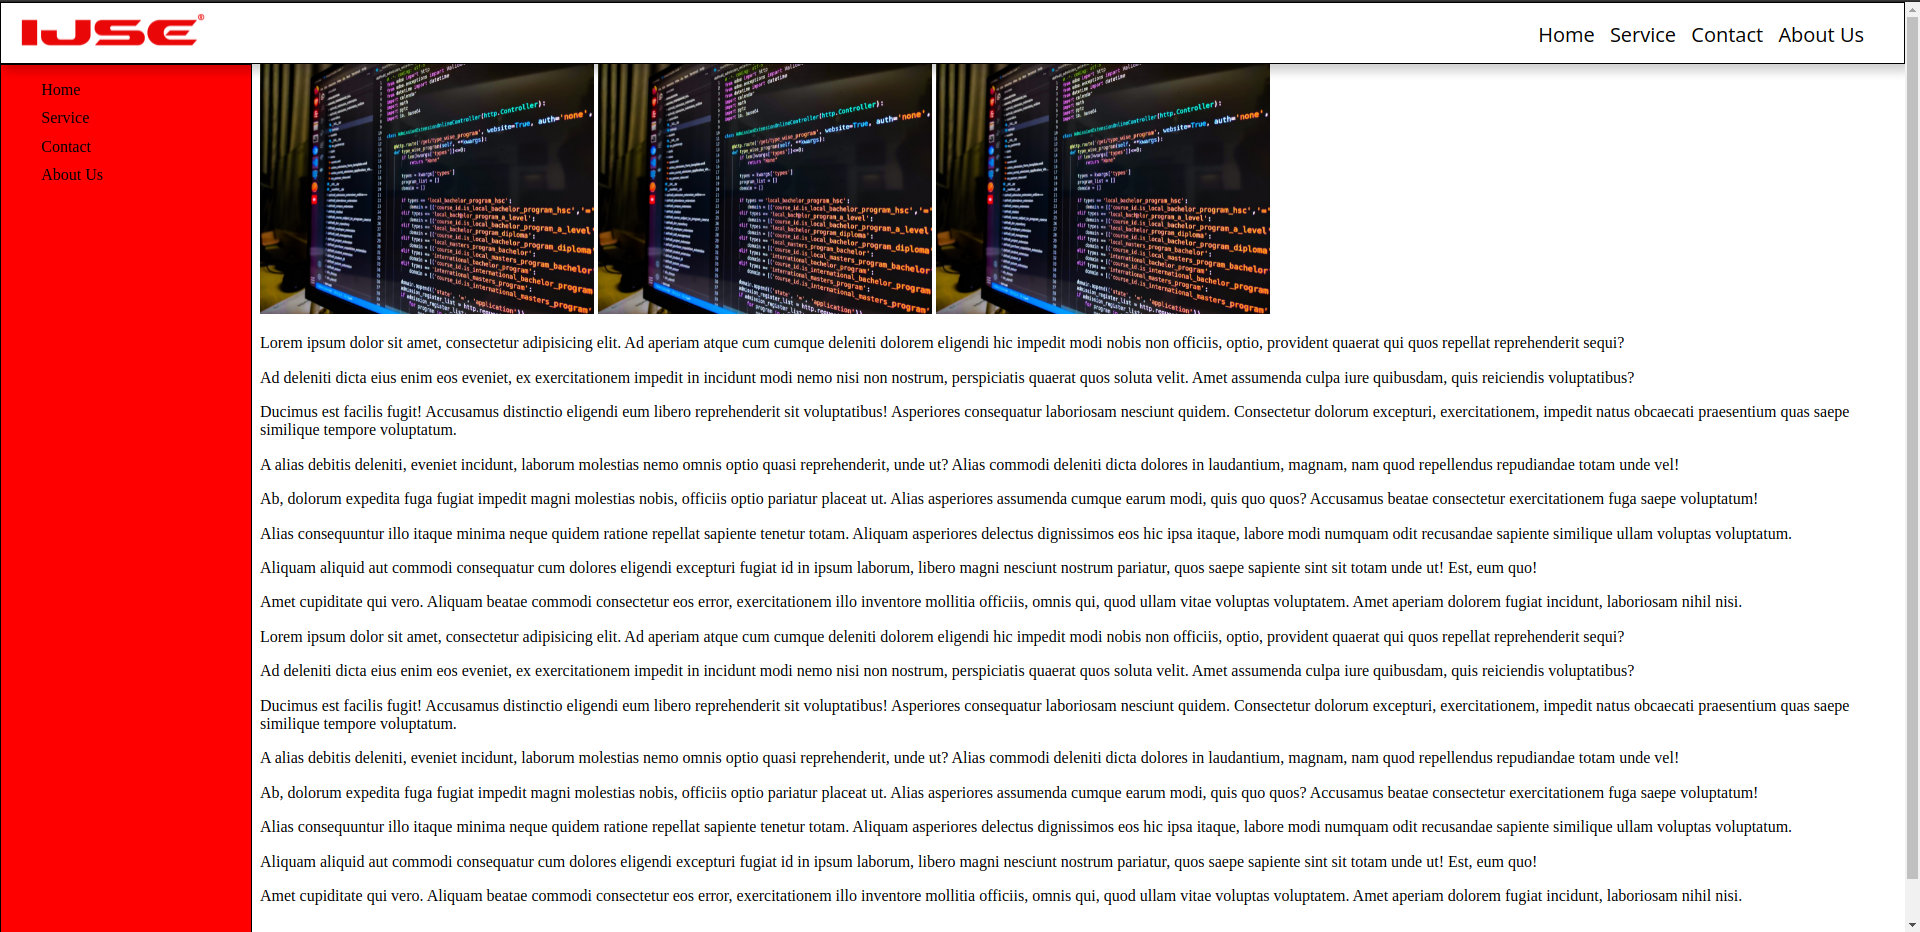 IJSE®
Home Service Contact About Us
Home
Service
Contact
About Us
Lorem ipsum dolor sit amet, consectetur adipisicing elit. Ad aperiam atque cum cumque deleniti dolorem eligendi hic impedit modi nobis non officiis, optio, provident quaerat qui quos repellat reprehenderit sequi?
Ad deleniti dicta eius enim eos eveniet, ex exercitationem impedit in incidunt modi nemo nisi non nostrum, perspiciatis quaerat quos soluta velit. Amet assumenda culpa iure quibusdam, quis reiciendis voluptatibus?
Ducimus est facilis fugit! Accusamus distinctio eligendi eum libero reprehenderit sit voluptatibus! Asperiores consequatur laboriosam nesciunt quidem. Consectetur dolorum excepturi, exercitationem, impedit natus obcaecati praesentium quas saepe
similique tempore voluptatum.
A alias debitis deleniti, eveniet incidunt, laborum molestias nemo omnis optio quasi reprehenderit, unde ut? Alias commodi deleniti dicta dolores in laudantium, magnam, nam quod repellendus repudiandae totam unde vel!
Ab, dolorum expedita fuga fugiat impedit magni molestias nobis, officiis optio pariatur placeat ut. Alias asperiores assumenda cumque earum modi, quis quo quos? Accusamus beatae consectetur exercitationem fuga saepe voluptatum!
Alias consequuntur illo itaque minima neque quidem ratione repellat sapiente tenetur totam. Aliquam asperiores delectus dignissimos eos hic ipsa itaque, labore modi numquam odit recusandae sapiente similique ullam voluptas voluptatum.
Aliquam aliquid aut commodi consequatur cum dolores eligendi excepturi fugiat id in ipsum laborum, libero magni nesciunt nostrum pariatur, quos saepe sapiente sint sit totam unde ut! Est, eum quo!
Amet cupiditate qui vero. Aliquam beatae commodi consectetur eos error, exercitationem illo inventore mollitia officiis, omnis qui, quod ullam vitae voluptas voluptatem. Amet aperiam dolorem fugiat incidunt, laboriosam nihil nisi.
Lorem ipsum dolor sit amet, consectetur adipisicing elit. Ad aperiam atque cum cumque deleniti dolorem eligendi hic impedit modi nobis non officiis, optio, provident quaerat qui quos repellat reprehenderit sequi?
Ad deleniti dicta eius enim eos eveniet, ex exercitationem impedit in incidunt modi nemo nisi non nostrum, perspiciatis quaerat quos soluta velit. Amet assumenda culpa iure quibusdam, quis reiciendis voluptatibus?
Ducimus est facilis fugit! Accusamus distinctio eligendi eum libero reprehenderit sit voluptatibus! Asperiores consequatur laboriosam nesciunt quidem. Consectetur dolorum excepturi, exercitationem, impedit natus obcaecati praesentium quas saepe
similique tempore voluptatum.
A alias debitis deleniti, eveniet incidunt, laborum molestias nemo omnis optio quasi reprehenderit, unde ut? Alias commodi deleniti dicta dolores in laudantium, magnam, nam quod repellendus repudiandae totam unde vel!
Ab, dolorum expedita fuga fugiat impedit magni molestias nobis, officiis optio pariatur placeat ut. Alias asperiores assumenda cumque earum modi, quis quo quos? Accusamus beatae consectetur exercitationem fuga saepe voluptatum!
Alias consequuntur illo itaque minima neque quidem ratione repellat sapiente tenetur totam. Aliquam asperiores delectus dignissimos eos hic ipsa itaque, labore modi numquam odit recusandae sapiente similique ullam voluptas voluptatum.
Aliquam aliquid aut commodi consequatur cum dolores eligendi excepturi fugiat id in ipsum laborum, libero magni nesciunt nostrum pariatur, quos saepe sapiente sint sit totam unde ut! Est, eum quo!
Amet cupiditate qui vero. Aliquam beatae commodi consectetur eos error, exercitationem illo inventore mollitia officiis, omnis qui, quod ullam vitae voluptas voluptatem. Amet aperiam dolorem fugiat incidunt, laboriosam nihil nisi.